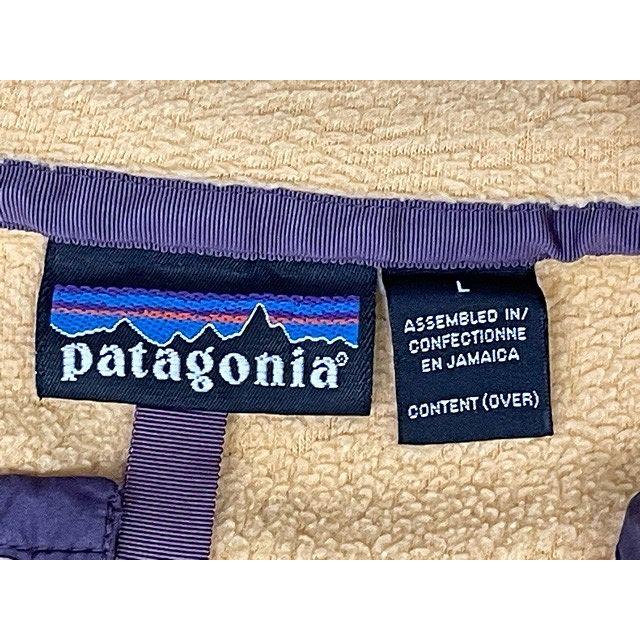 patagonia®
L
ASSEMBLED IN/
CONFECTIONNE
EN JAMAICA
CONTENT (OVER)